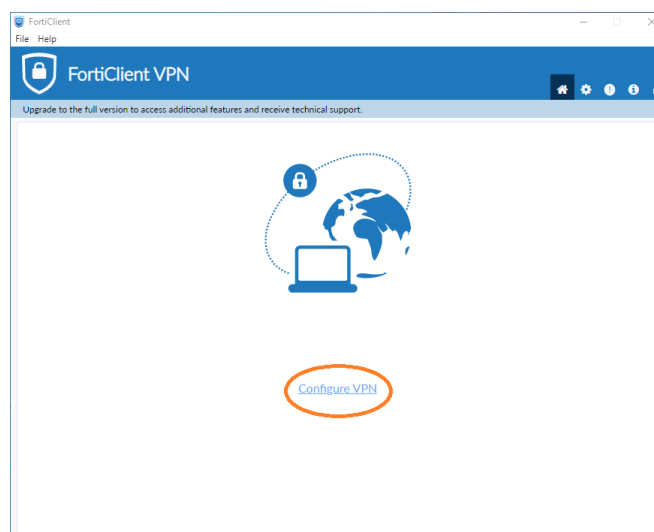 FortiClient
File Help
FortiClient VPN
Upgrade to the full version to access additional features and receive technical support.
Configure VPN